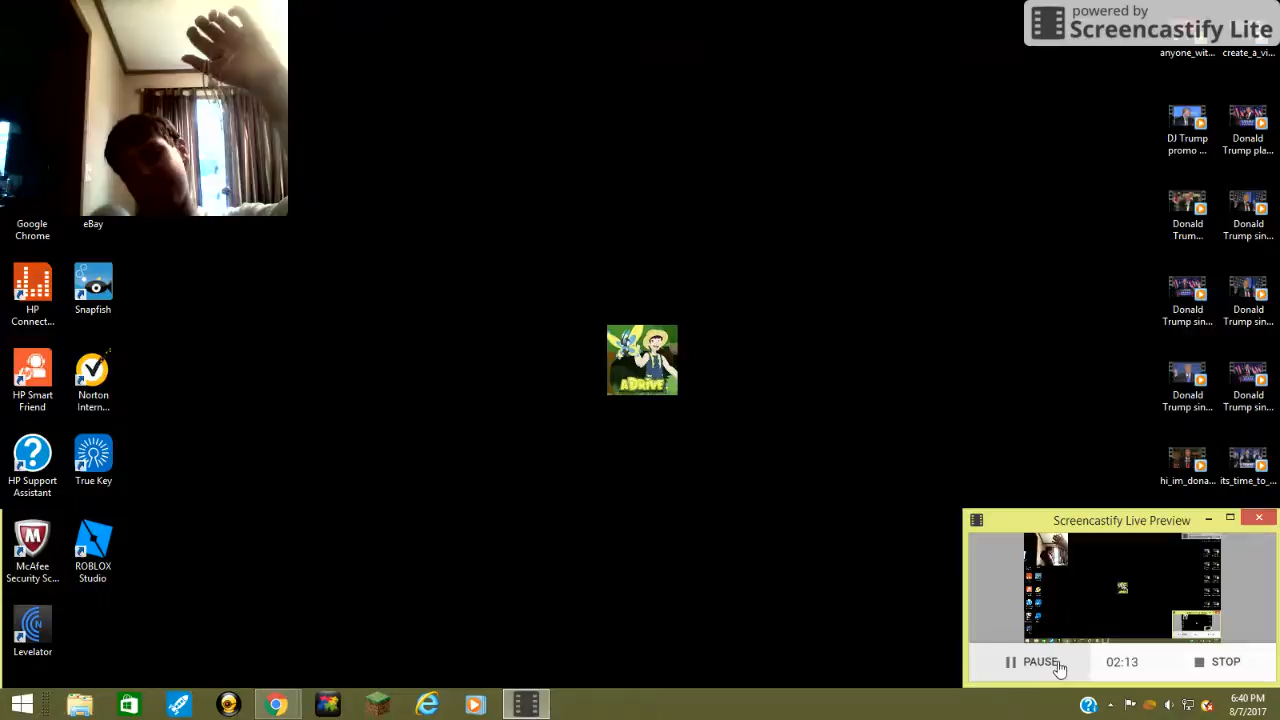 powered by
Screencastify Lite
anyone_wit...
create_a_vi...
DJ Trump
promo ...
Donald
Trump pla...
Google
Chrome
eBay
Donald
Trum...
Donald
Trump sin...
HP
Connect...
Snapfish
Donald
Trump sin...
Donald
Trump sin...
ADRIVE
HP Smart
Friend
Norton
Intern...
Donald
Trump sin...
Donald
Trump sin...
HP Support
Assistant
True Key
hi_im_dona...
its_time_to_...
McAfee
Security Sc...
ROBLOX
Studio
Screencastify Live Preview
Levelator
PAUSE
02:13
STOP
6:40 PM
8/7/2017